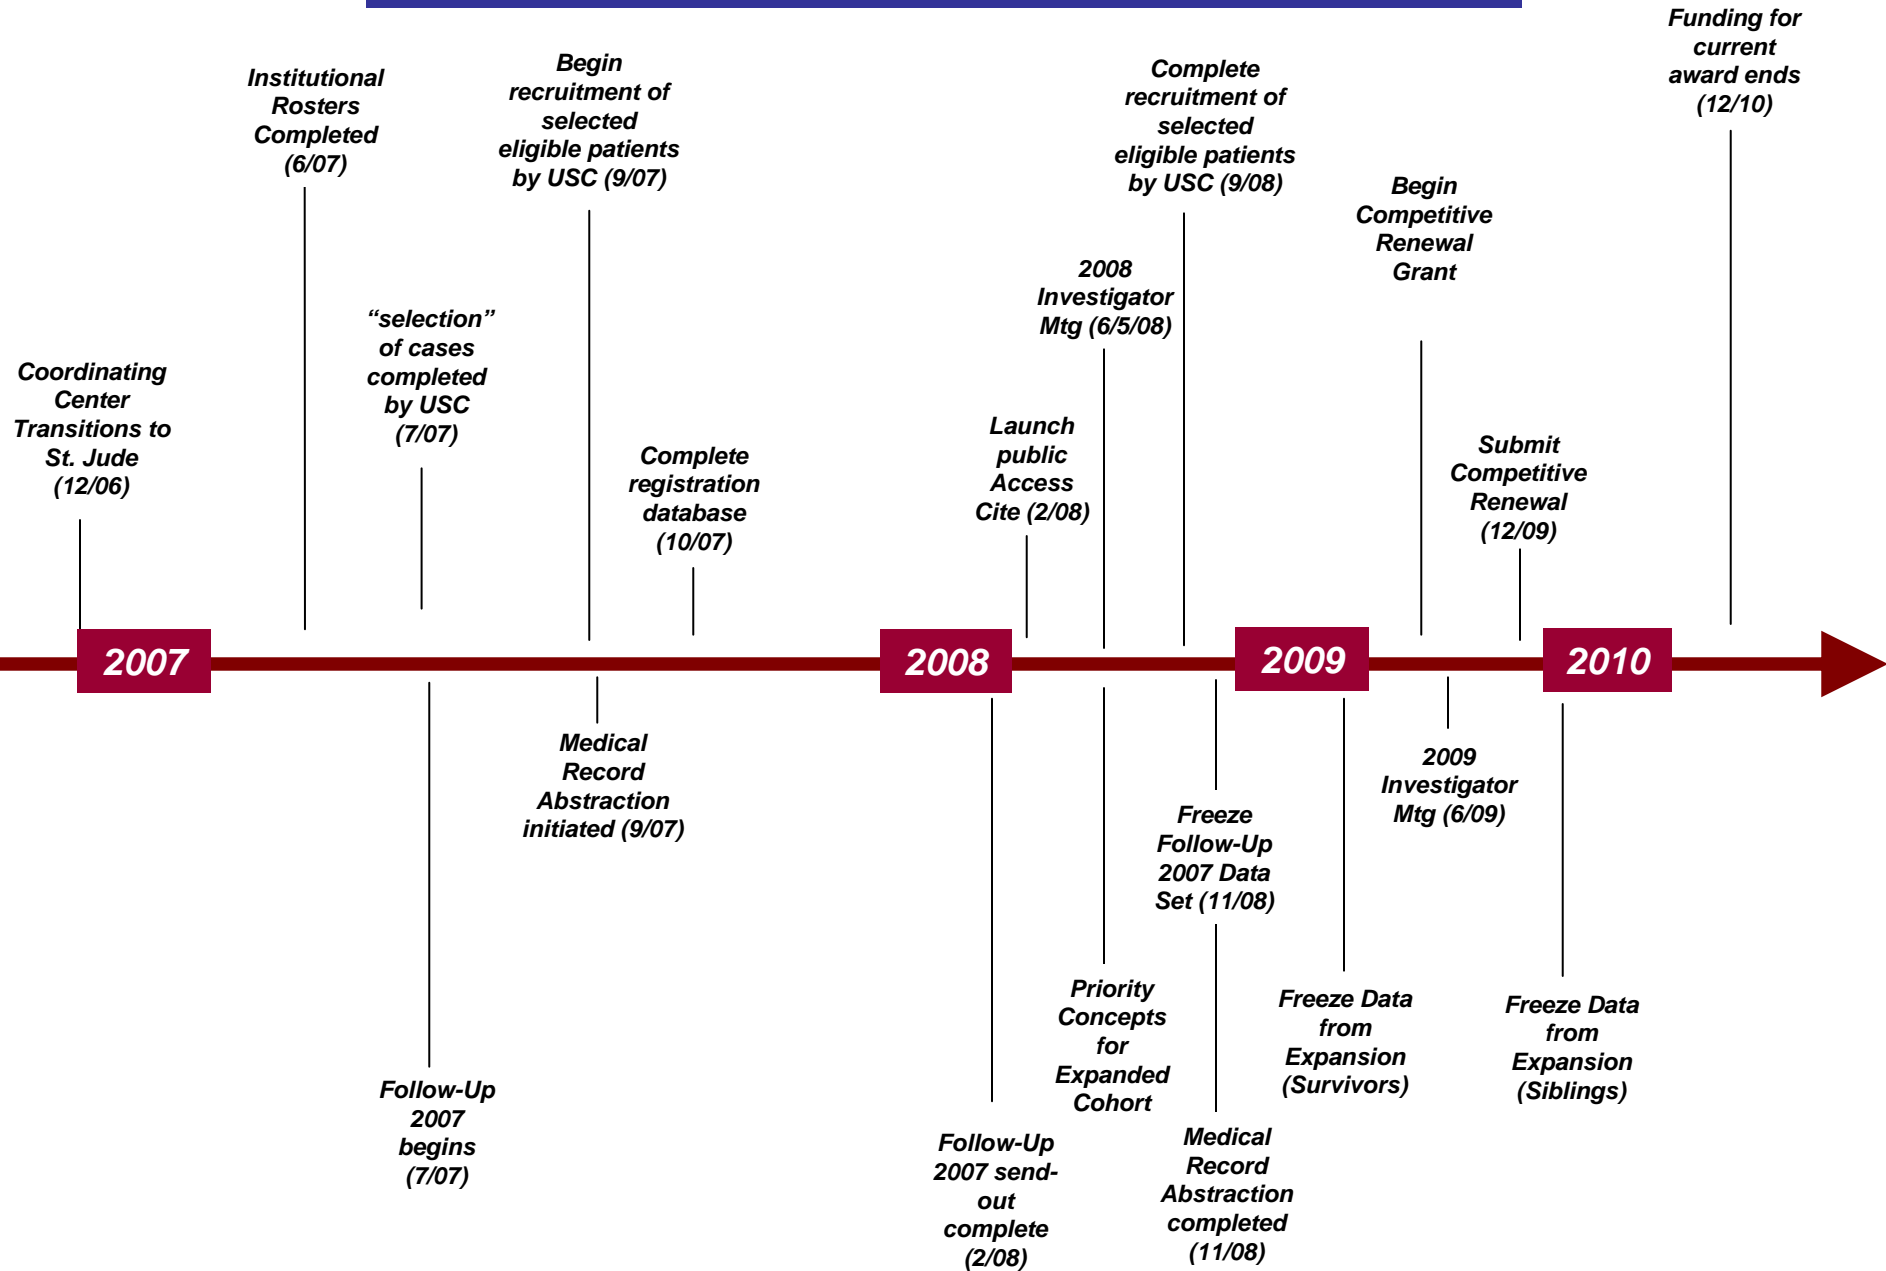 Funding for
current
award ends
(12/10)
Institutional
Rosters
Completed
(6/07)
Begin
recruitment of
selected
eligible patients
by USC (9/07)
Complete
recruitment of
selected
eligible patients
by USC (9/08)
Begin
Competitive
Renewal
Grant
2008
Investigator
Mtg (6/5/08)
“selection”
of cases
completed
by USC
(7/07)
Coordinating
Center
Transitions to
St. Jude
(12/06)
Complete
registration
database
(10/07)
Launch
public
Access
Cite (2/08)
Submit
Competitive
Renewal
(12/09)
2007
2008
2009
2010
Medical
Record
Abstraction
initiated (9/07)
2009
Investigator
Mtg (6/09)
Freeze
Follow-Up
2007 Data
Set (11/08)
Follow-Up
2007
begins
(7/07)
Priority
Concepts
for
Expanded
Cohort
Freeze Data
from
Expansion
(Survivors)
Freeze Data
from
Expansion
(Siblings)
Follow-Up
2007 send-
out
complete
(2/08)
Medical
Record
Abstraction
completed
(11/08)